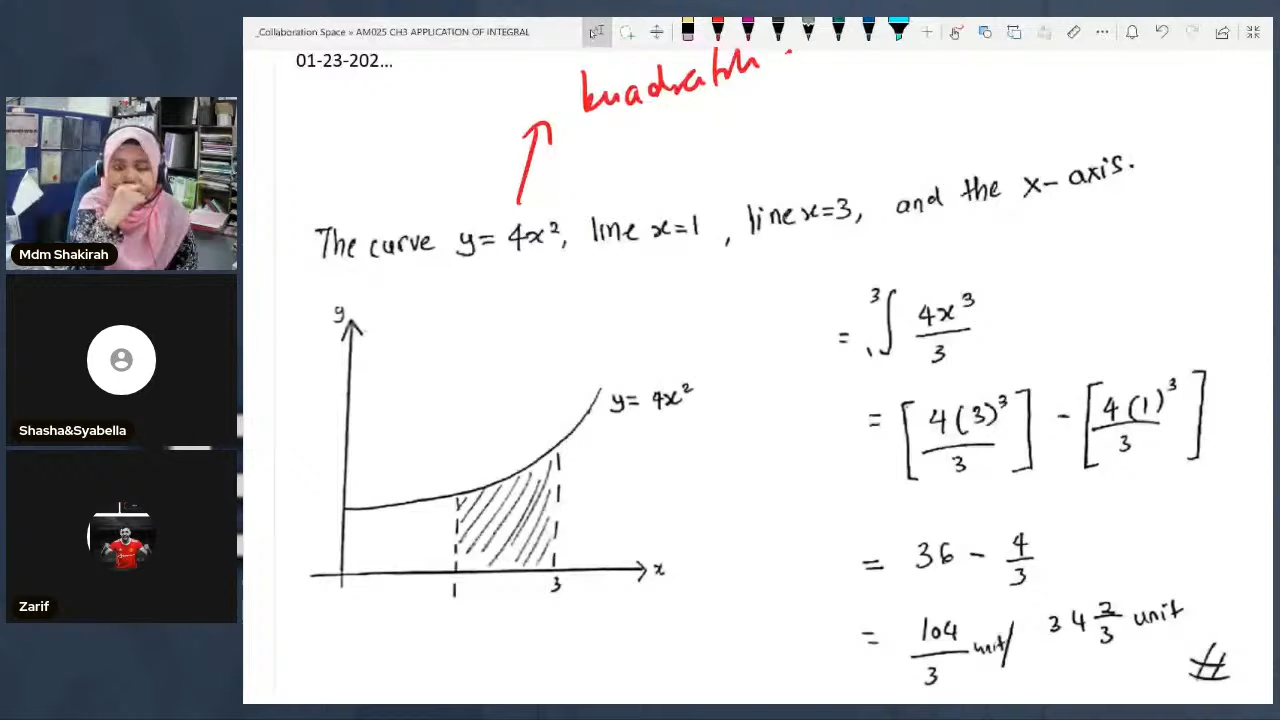 _Collaboration Space » AM025 CH3 APPLICATION OF INTEGRAL
01-23-202...
kuadratik
The curve y = 4x², line x=1, line x=3, and the x-axis.
y
y = 4x²
x
1
3
= ₁∫³ 4x³/3
= [4(3)³/3] - [4(1)³/3]
= 36 - 4/3
= 104/3 unit/ 34 2/3 unit #
Mdm Shakirah
Shasha&Syabella
Zarif